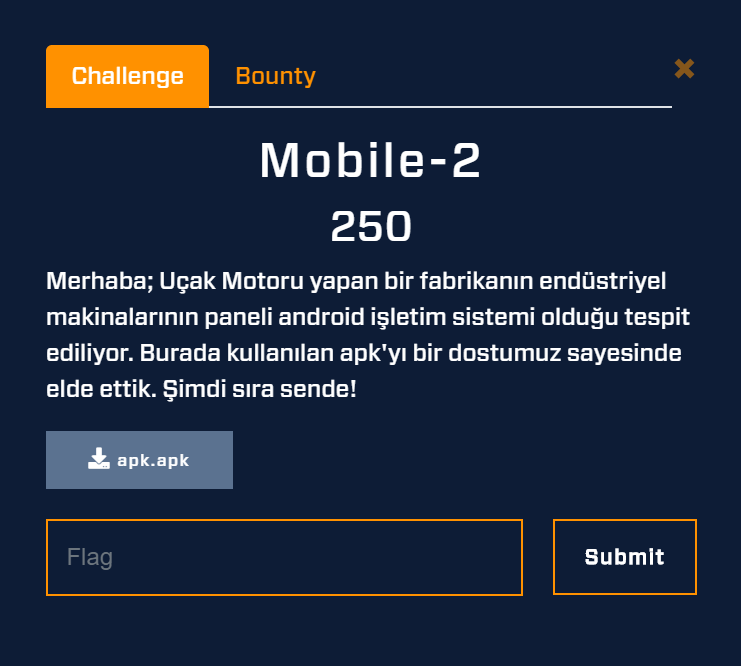 Challenge
Bounty
Mobile-2
250
Merhaba; Uçak Motoru yapan bir fabrikanın endüstriyel
makinalarının paneli android işletim sistemi olduğu tespit
ediliyor. Burada kullanılan apk'yı bir dostumuz sayesinde
elde ettik. Şimdi sıra sende!
apk.apk
Flag
Submit